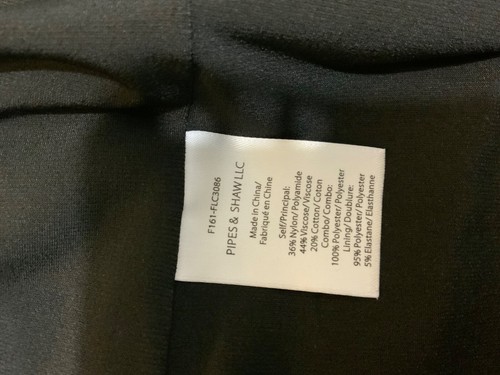 F161-FLC3086
PIPES & SHAW LLC
Made in China/
Fabriqué en Chine
Self/Principal:
36% Nylon/Polyamide
44% Viscose/Viscose
20% Cotton/Coton
Combo/Combo:
100% Polyester/Polyester
Lining/Doublure:
95% Polyester/Polyester
5% Elastane/Elasthanne